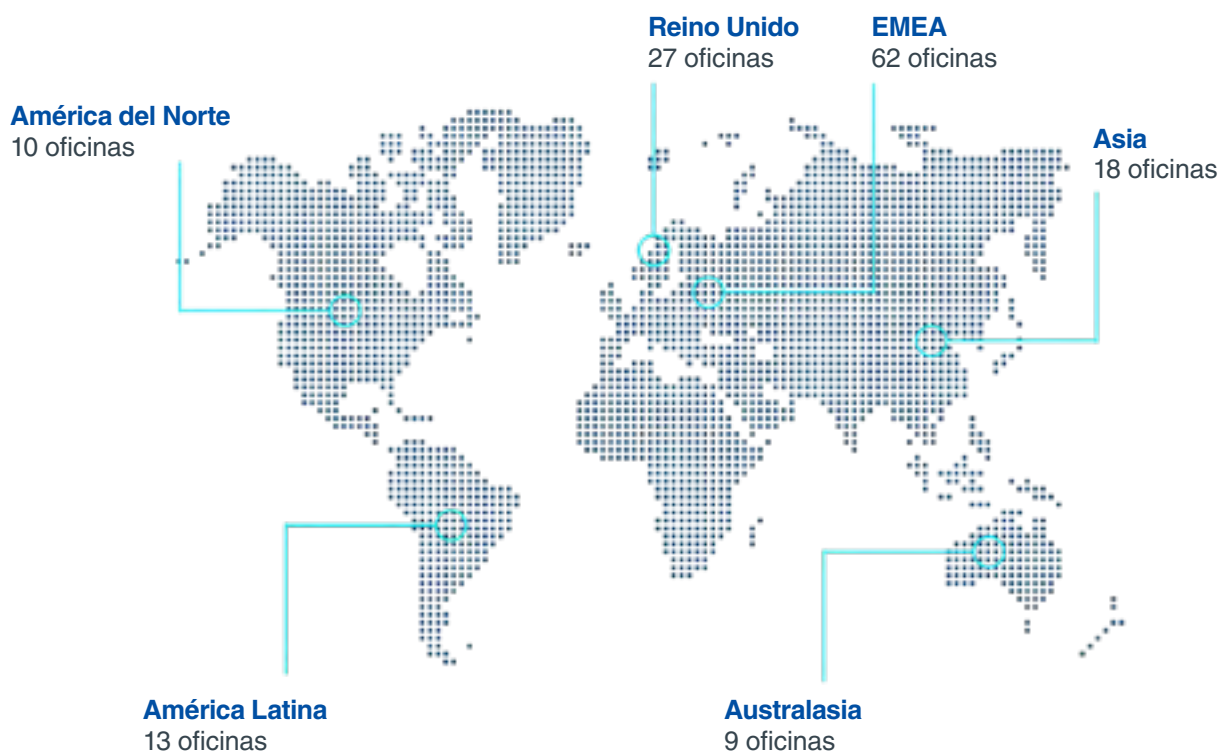 Reino Unido
27 oficinas
EMEA
62 oficinas
América del Norte
10 oficinas
Asia
18 oficinas
América Latina
13 oficinas
Australasia
9 oficinas